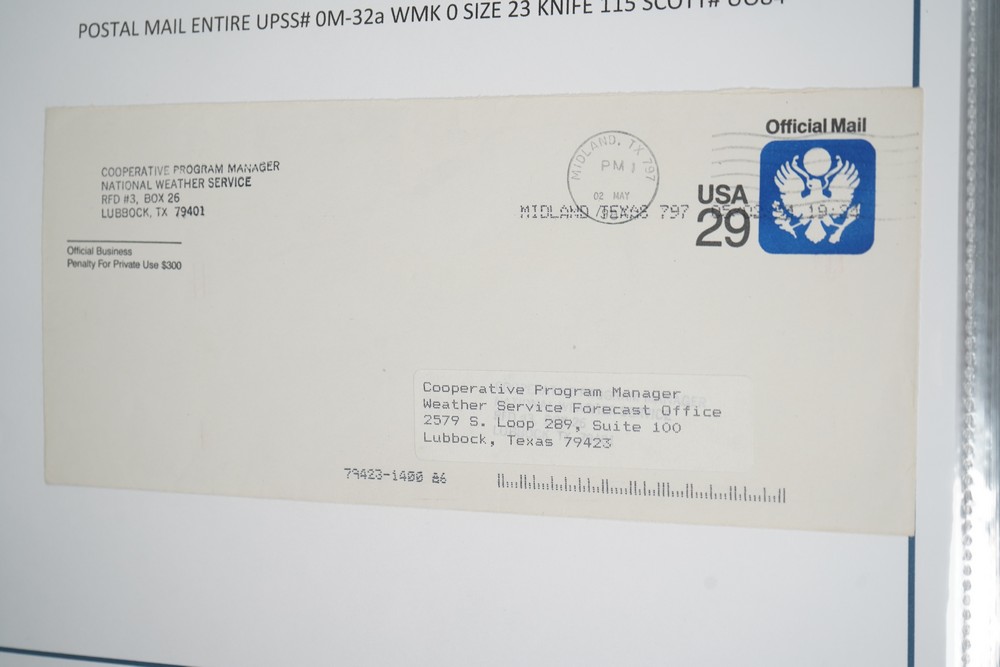 POSTAL MAIL ENTIRE UPSS# 0M-32a WMK 0 SIZE 23 KNIFE 115 SCOTT#
COOPERATIVE PROGRAM MANAGER
NATIONAL WEATHER SERVICE
RFD #3, BOX 26
LUBBOCK, TX 79401
Official Business
Penalty For Private Use $300
MIDLAND, TX 797
PM
02 MAY
MIDLAND TEXAS 797
Official Mail
USA
29
Cooperative Program Manager
Weather Service Forecast Office
2579 S. Loop 289, Suite 100
Lubbock, Texas 79423
79423-1400 86